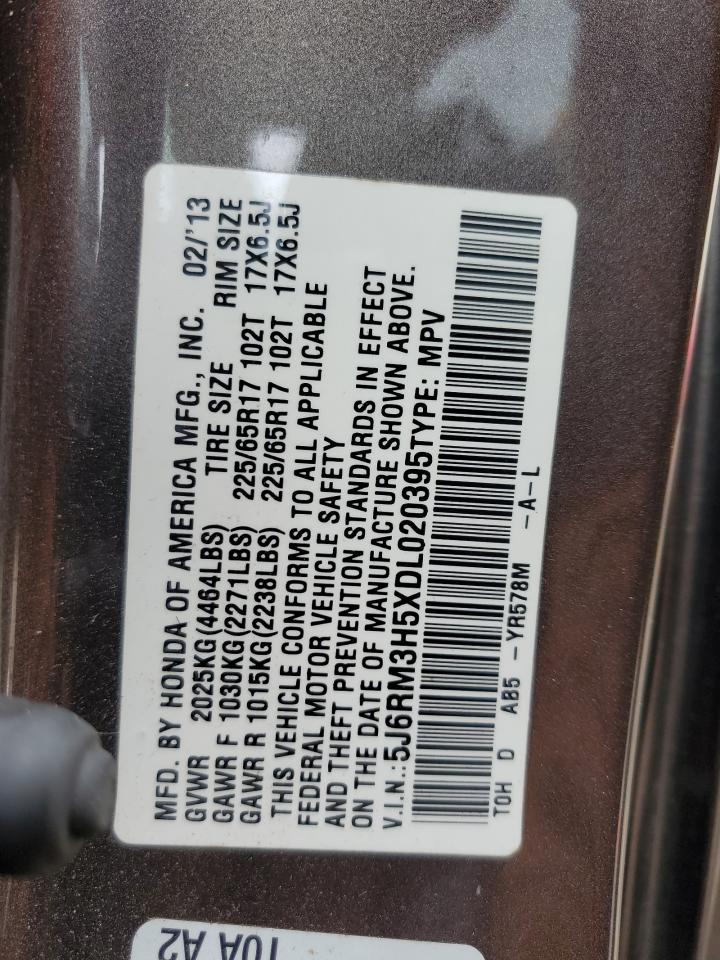 MFD. BY HONDA OF AMERICA MFG., INC. 02/'13
GVWR 2025KG(4464LBS) TIRE SIZE RIM SIZE
GAWR F 1030KG(2271LBS) 225/65R17 102T 17X6.5J
GAWR R 1015KG(2238LBS) 225/65R17 102T 17X6.5J
THIS VEHICLE CONFORMS TO ALL APPLICABLE
FEDERAL MOTOR VEHICLE SAFETY
AND THEFT PREVENTION STANDARDS IN EFFECT
ON THE DATE OF MANUFACTURE SHOWN ABOVE.
V.I.N.:5J6RM3H5XDL020395TYPE: MPV
TOH D AB5 -YR578M -A-L